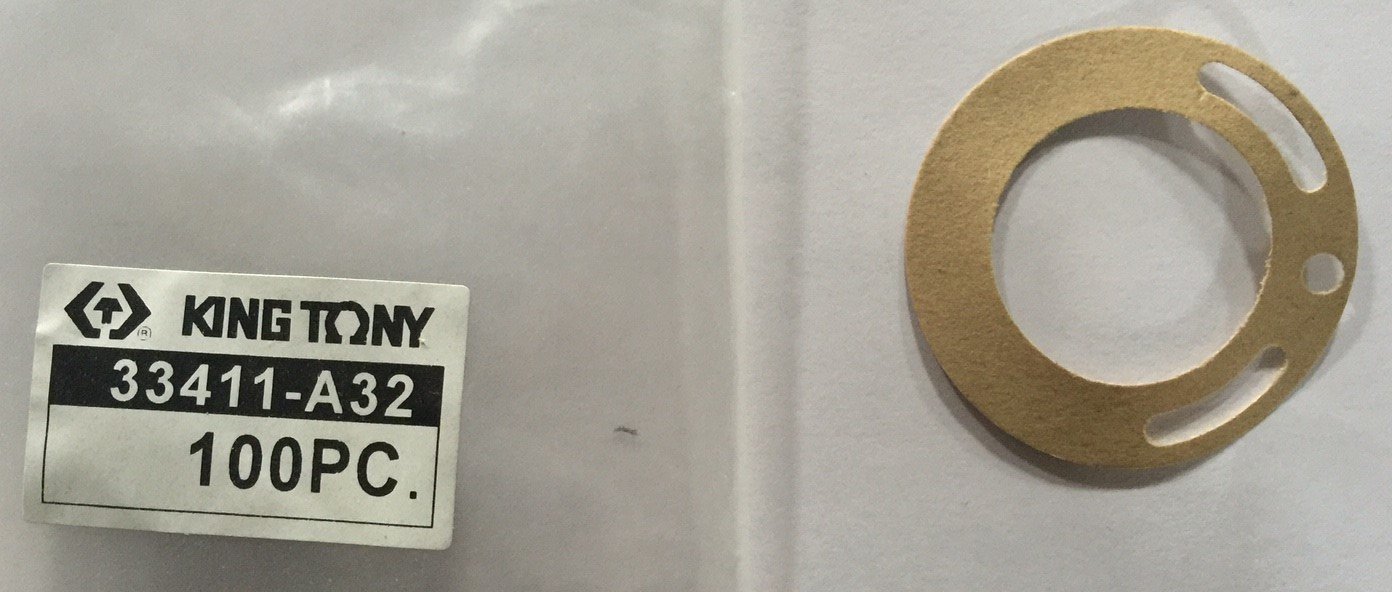 KING TONY
33411-A32
100PC.